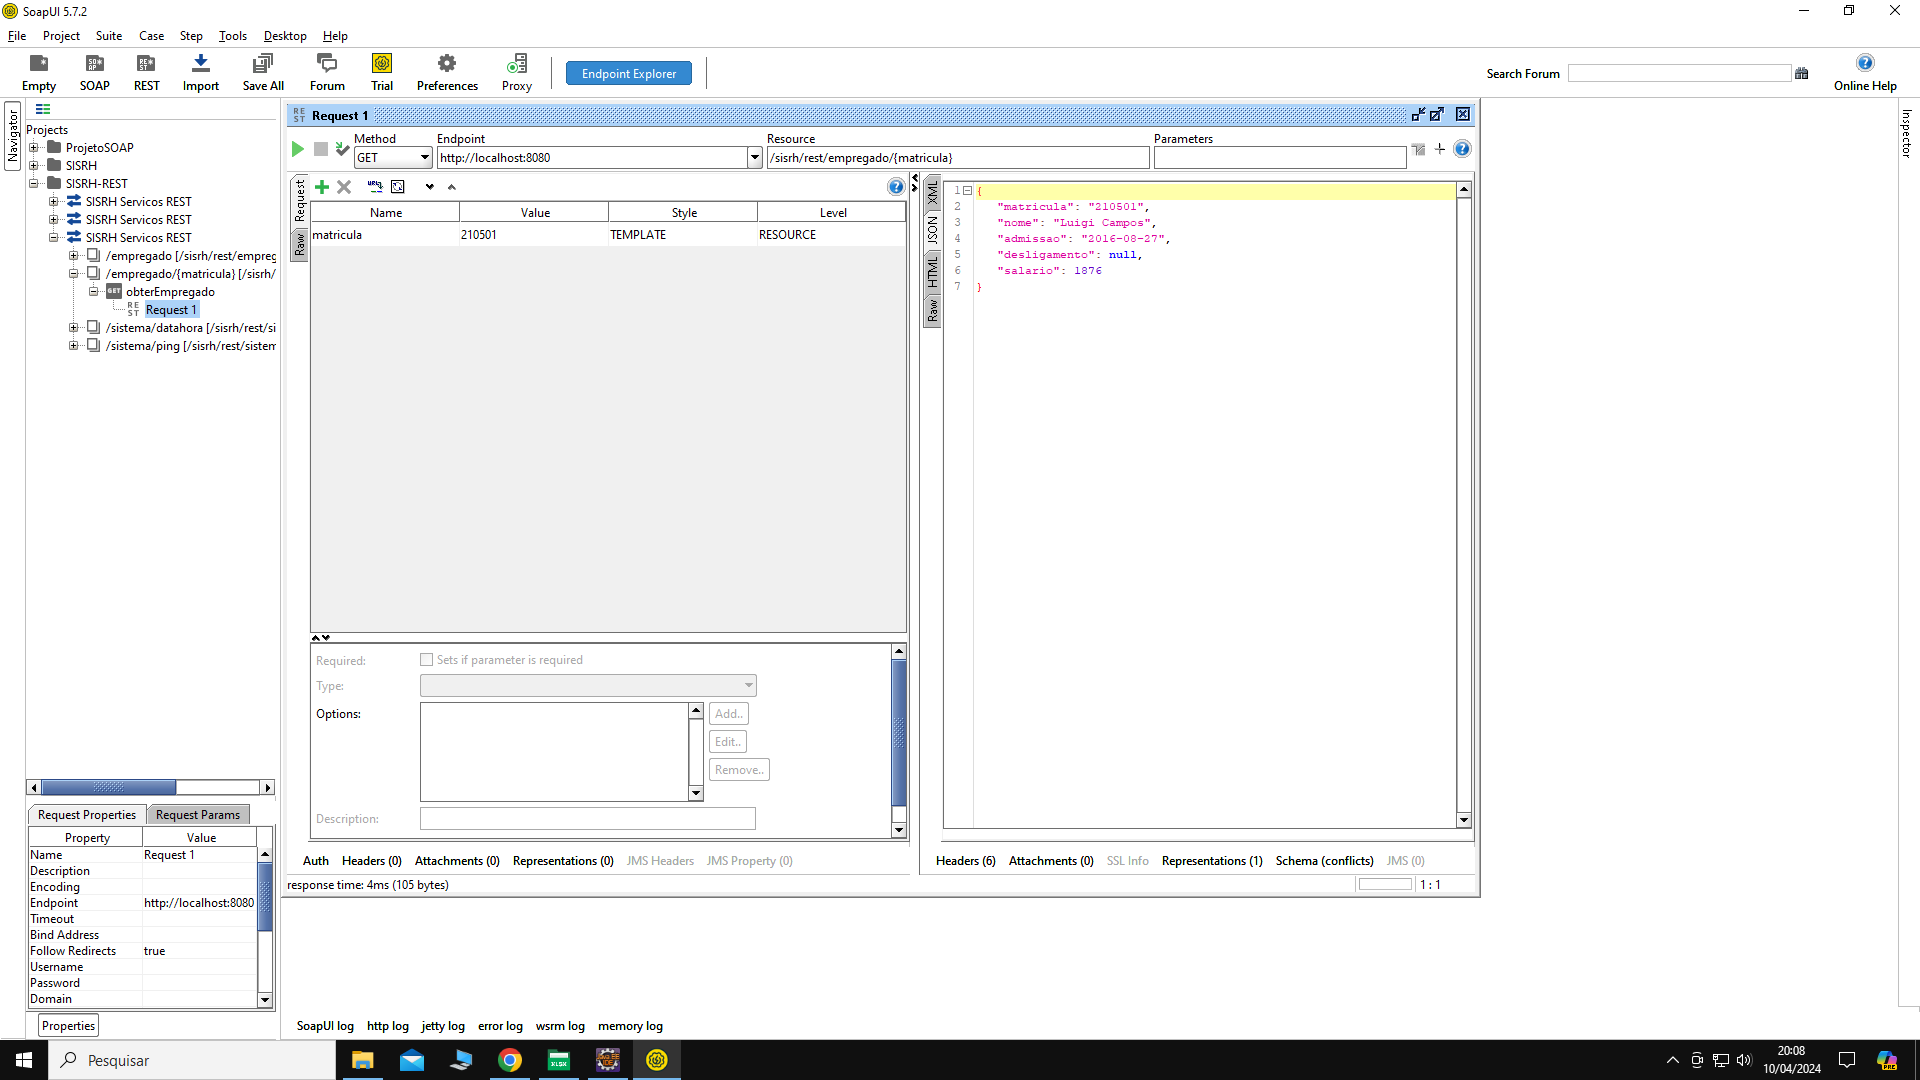 SoapUI 5.7.2
File Project Suite Case Step Tools Desktop Help
Empty SOAP REST Import Save All Forum Trial Preferences Proxy
Endpoint Explorer
Search Forum
Online Help
Navigator
Projects
ProjetoSOAP
SISRH
SISRH-REST
SISRH Servicos REST
SISRH Servicos REST
SISRH Servicos REST
/empregado [/sisrh/rest/empreg
/empregado/{matricula} [/sisrh/
GET obterEmpregado
REST Request 1
/sistema/datahora [/sisrh/rest/si
/sistema/ping [/sisrh/rest/sistem
Request Properties Request Params
Property Value
Name Request 1
Description
Encoding
Endpoint http://localhost:8080
Timeout
Bind Address
Follow Redirects true
Username
Password
Domain
Properties
REST Request 1
Method Endpoint Resource Parameters
GET http://localhost:8080 /sisrh/rest/empregado/{matricula}
Request
Raw
Name Value Style Level
matricula 210501 TEMPLATE RESOURCE
Required: Sets if parameter is required
Type:
Options:
Add..
Edit..
Remove..
Description:
Auth Headers (0) Attachments (0) Representations (0) JMS Headers JMS Property (0)
XML
JSON
HTML
Raw
1 {
2 "matricula": "210501",
3 "nome": "Luigi Campos",
4 "admissao": "2016-08-27",
5 "desligamento": null,
6 "salario": 1876
7 }
Headers (6) Attachments (0) SSL Info Representations (1) Schema (conflicts) JMS (0)
response time: 4ms (105 bytes)
1 : 1
Inspector
SoapUI log http log jetty log error log wsrm log memory log
Pesquisar
XLSX
20:08
10/04/2024
PRE